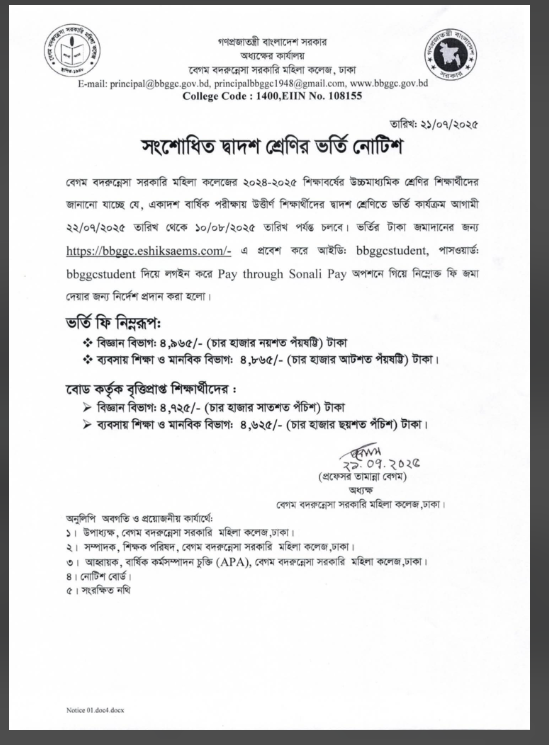 গণপ্রজাতন্ত্রী বাংলাদেশ সরকার
অধ্যক্ষের কার্যালয়
বেগম বদরুন্নেসা সরকারি মহিলা কলেজ, ঢাকা
E-mail: principal@bbggc.gov.bd, principalbbggc1948@gmail.com, www.bbggc.gov.bd
College Code : 1400,EIIN No. 108155
তারিখ: ২১/০৭/২০২৫
সংশোধিত দ্বাদশ শ্রেণির ভর্তি নোটিশ
বেগম বদরুন্নেসা সরকারি মহিলা কলেজের ২০২৪-২০২৫ শিক্ষাবর্ষের উচ্চমাধ্যমিক শ্রেণির শিক্ষার্থীদের
জানানো যাচ্ছে যে, একাদশ বার্ষিক পরীক্ষায় উত্তীর্ণ শিক্ষার্থীদের দ্বাদশ শ্রেণিতে ভর্তি কার্যক্রম আগামী
২২/০৭/২০২৫ তারিখ থেকে ১০/০৮/২০২৫ তারিখ পর্যন্ত চলবে। ভর্তির টাকা জমাদানের জন্য
https://bbggc.eshiksaems.com/- এ প্রবেশ করে আইডি: bbggcstudent, পাসওয়ার্ড:
bbggcstudent দিয়ে লগইন করে Pay through Sonali Pay অপশনে গিয়ে নিম্নোক্ত ফি জমা
দেয়ার জন্য নির্দেশ প্রদান করা হলো।
ভর্তি ফি নিম্নরূপ:
❖ বিজ্ঞান বিভাগ: ৪,৯৬৫/- (চার হাজার নয়শত পঁয়ষট্টি) টাকা
❖ ব্যবসায় শিক্ষা ও মানবিক বিভাগ: ৪,৮৬৫/- (চার হাজার আটশত পঁয়ষট্টি) টাকা।
বোর্ড কর্তৃক বৃত্তিপ্রাপ্ত শিক্ষার্থীদের :
➢ বিজ্ঞান বিভাগ: ৪,৭২৫/- (চার হাজার সাতশত পঁচিশ) টাকা
➢ ব্যবসায় শিক্ষা ও মানবিক বিভাগ: ৪,৬২৫/- (চার হাজার ছয়শত পঁচিশ) টাকা।
২১.০৭.২০২৫
(প্রফেসর তামান্না বেগম)
অধ্যক্ষ
বেগম বদরুন্নেসা সরকারি মহিলা কলেজ,ঢাকা।
অনুলিপি অবগতি ও প্রয়োজনীয় কার্যার্থে:
১। উপাধ্যক্ষ, বেগম বদরুন্নেসা সরকারি মহিলা কলেজ,ঢাকা।
২। সম্পাদক, শিক্ষক পরিষদ, বেগম বদরুন্নেসা সরকারি মহিলা কলেজ,ঢাকা।
৩। আহ্বায়ক, বার্ষিক কর্মসম্পাদন চুক্তি (APA), বেগম বদরুন্নেসা সরকারি মহিলা কলেজ,ঢাকা।
৪। নোটিশ বোর্ড।
৫। সংরক্ষিত নথি
Notice 01.doc4.docx